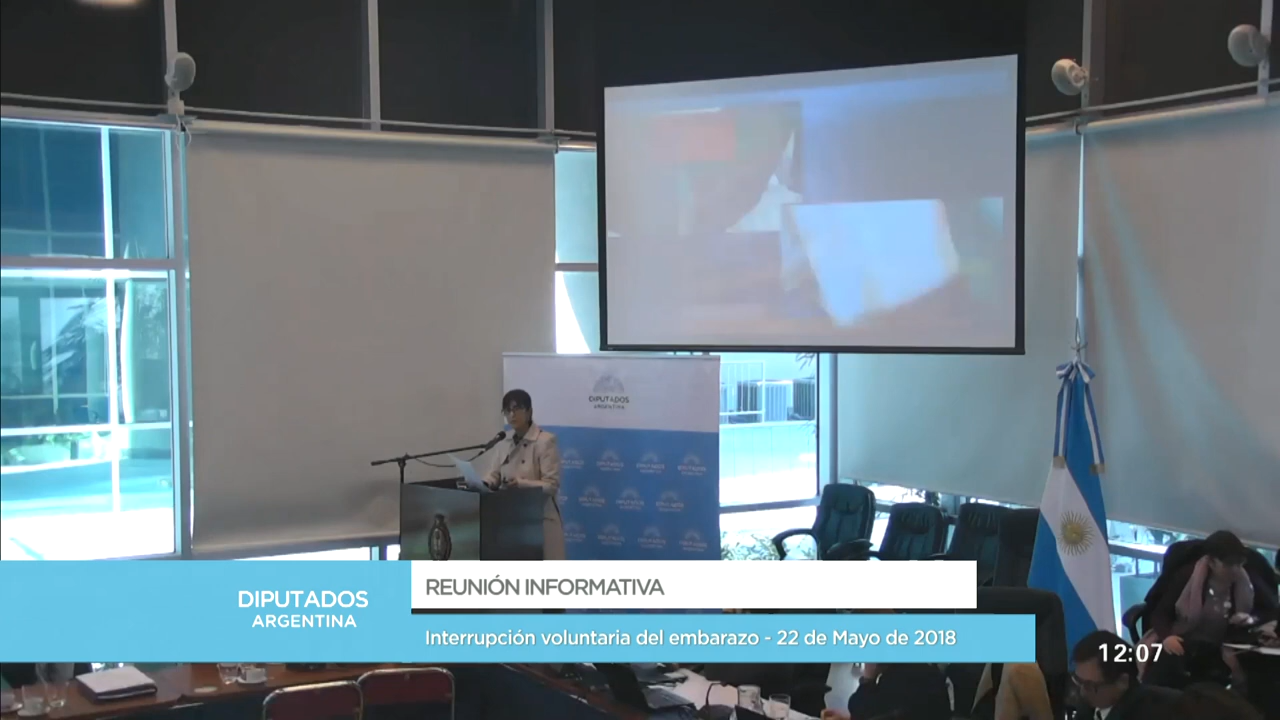 DIPUTADOS
ARGENTINA
DIPUTADOS
ARGENTINA
REUNIÓN INFORMATIVA
Interrupción voluntaria del embarazo - 22 de Mayo de 2018
12:07